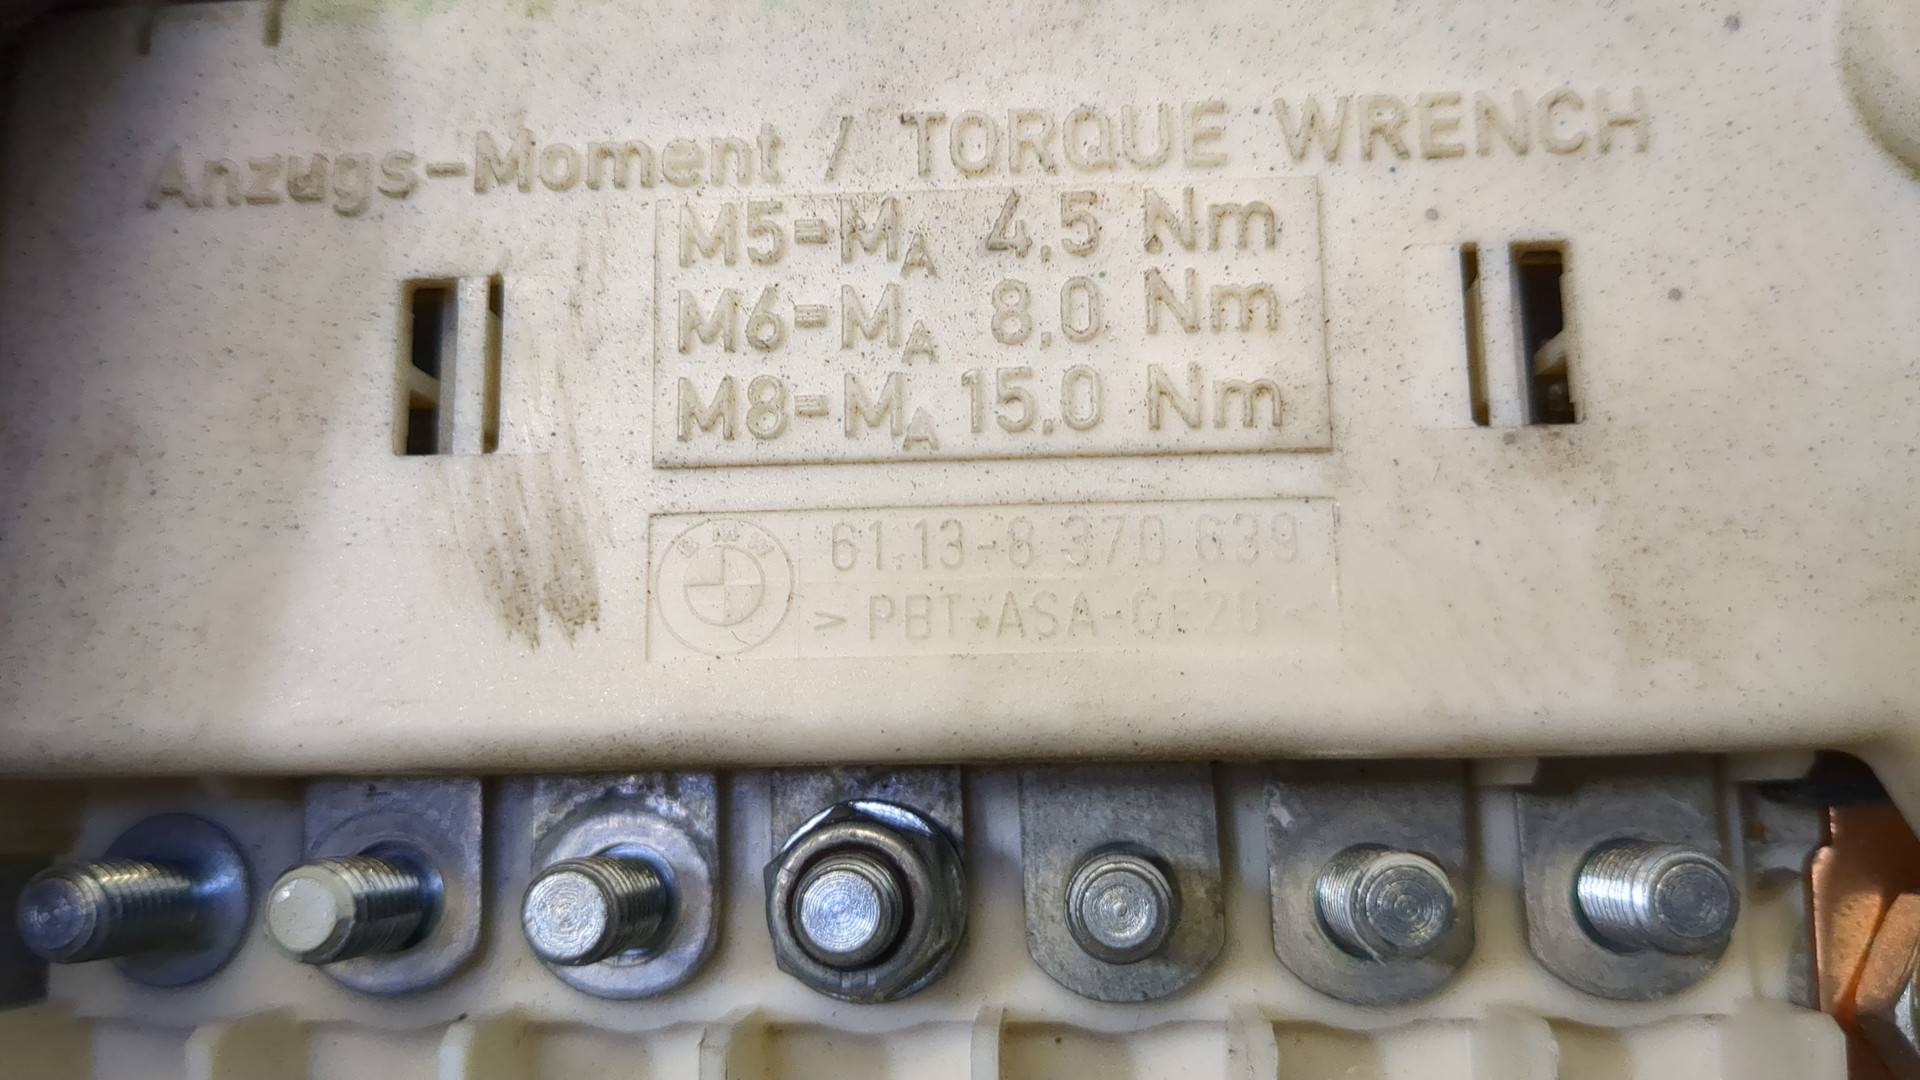 Anzugs-Moment / TORQUE WRENCH
M5=MA 4,5 Nm
M6=MA 8,0 Nm
M8=MA 15,0 Nm
BMW
61.13-8 370 639
>PBT+ASA-GF20<